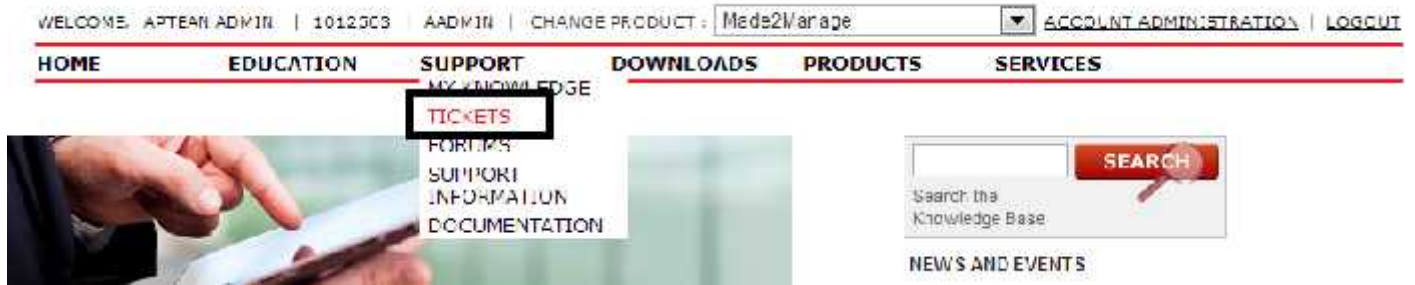 WELCOME, APTEAN ADMIN | 1012503 | AADMIN | CHANGE PRODUCT : Made2Manage ACCOUNT ADMINISTRATION | LOGOUT
HOME EDUCATION SUPPORT DOWNLOADS PRODUCTS SERVICES
MY KNOWLEDGE
TICKETS
FORUMS
SUPPORT
INFORMATION
DOCUMENTATION
SEARCH
Search the
Knowledge Base
NEWS AND EVENTS